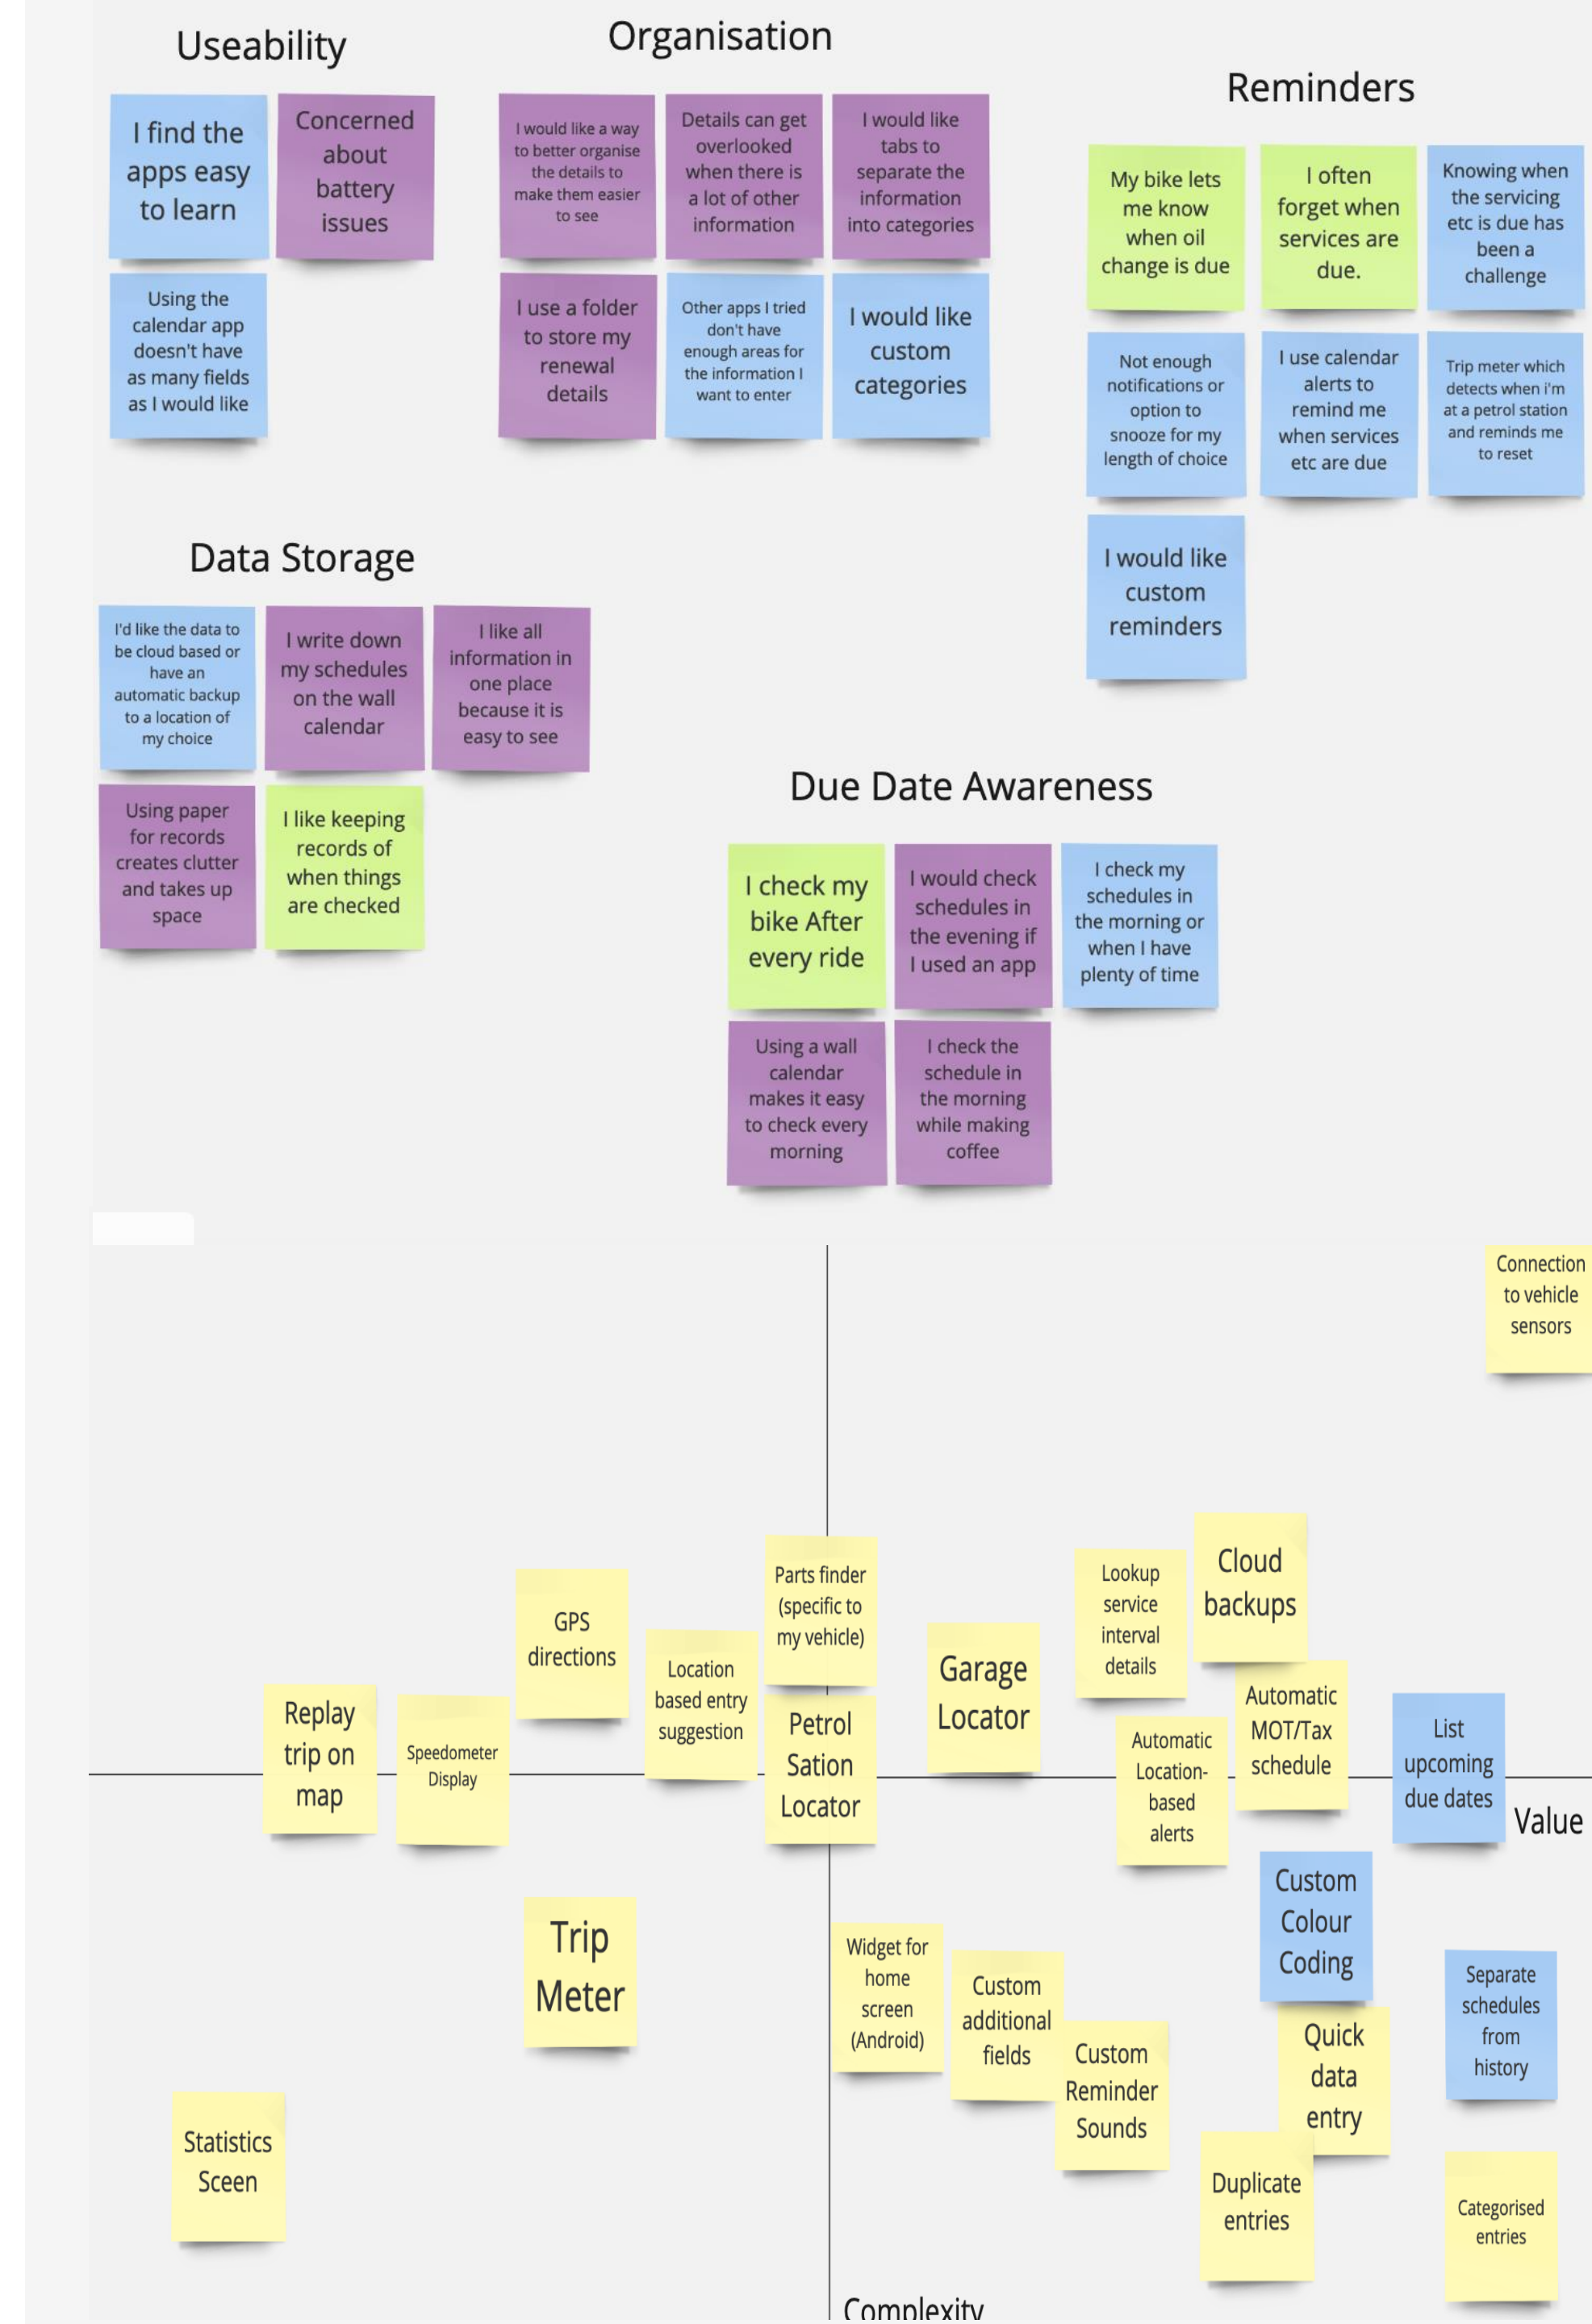 Useability
I find the
apps easy
to learn
Concerned
about
battery
issues
Using the
calendar app
doesn't have
as many fields
as I would like
Organisation
I would like a way
to better organise
the details to
make them easier
to see
Details can get
overlooked
when there is
a lot of other
information
I would like
tabs to
separate the
information
into categories
I use a folder
to store my
renewal
details
Other apps I tried
don't have
enough areas for
the information I
want to enter
I would like
custom
categories
Reminders
My bike lets
me know
when oil
change is due
I often
forget when
services are
due.
Knowing when
the servicing
etc is due has
been a
challenge
Not enough
notifications or
option to
snooze for my
length of choice
I use calendar
alerts to
remind me
when services
etc are due
Trip meter which
detects when i'm
at a petrol station
and reminds me
to reset
I would like
custom
reminders
Data Storage
I'd like the data to
be cloud based or
have an
automatic backup
to a location of
my choice
I write down
my schedules
on the wall
calendar
I like all
information in
one place
because it is
easy to see
Using paper
for records
creates clutter
and takes up
space
I like keeping
records of
when things
are checked
Due Date Awareness
I check my
bike After
every ride
I would check
schedules in
the evening if
I used an app
I check my
schedules in
the morning or
when I have
plenty of time
Using a wall
calendar
makes it easy
to check every
morning
I check the
schedule in
the morning
while making
coffee
Connection
to vehicle
sensors
Replay
trip on
map
Speedometer
Display
GPS
directions
Location
based entry
suggestion
Parts finder
(specific to
my vehicle)
Petrol
Sation
Locator
Garage
Locator
Lookup
service
interval
details
Cloud
backups
Automatic
Location-
based
alerts
Automatic
MOT/Tax
schedule
List
upcoming
due dates
Value
Trip
Meter
Statistics
Sceen
Widget for
home
screen
(Android)
Custom
additional
fields
Custom
Reminder
Sounds
Custom
Colour
Coding
Quick
data
entry
Separate
schedules
from
history
Duplicate
entries
Categorised
entries
Complexity